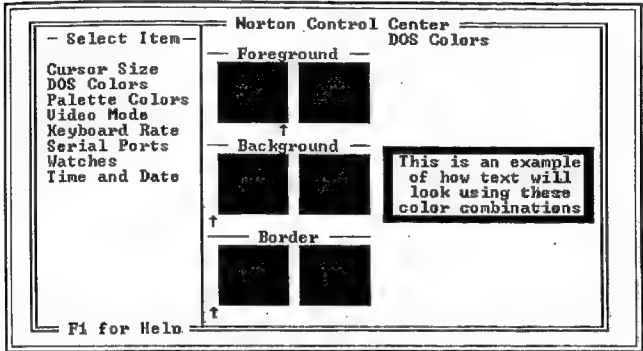 Norton Control Center
DOS Colors
Select Item
Cursor Size
DOS Colors
Palette Colors
Video Mode
Keyboard Rate
Serial Ports
Watches
Time and Date
Foreground
↑
Background
↑
Border
↑
This is an example
of how text will
look using these
color combinations
F1 for Help